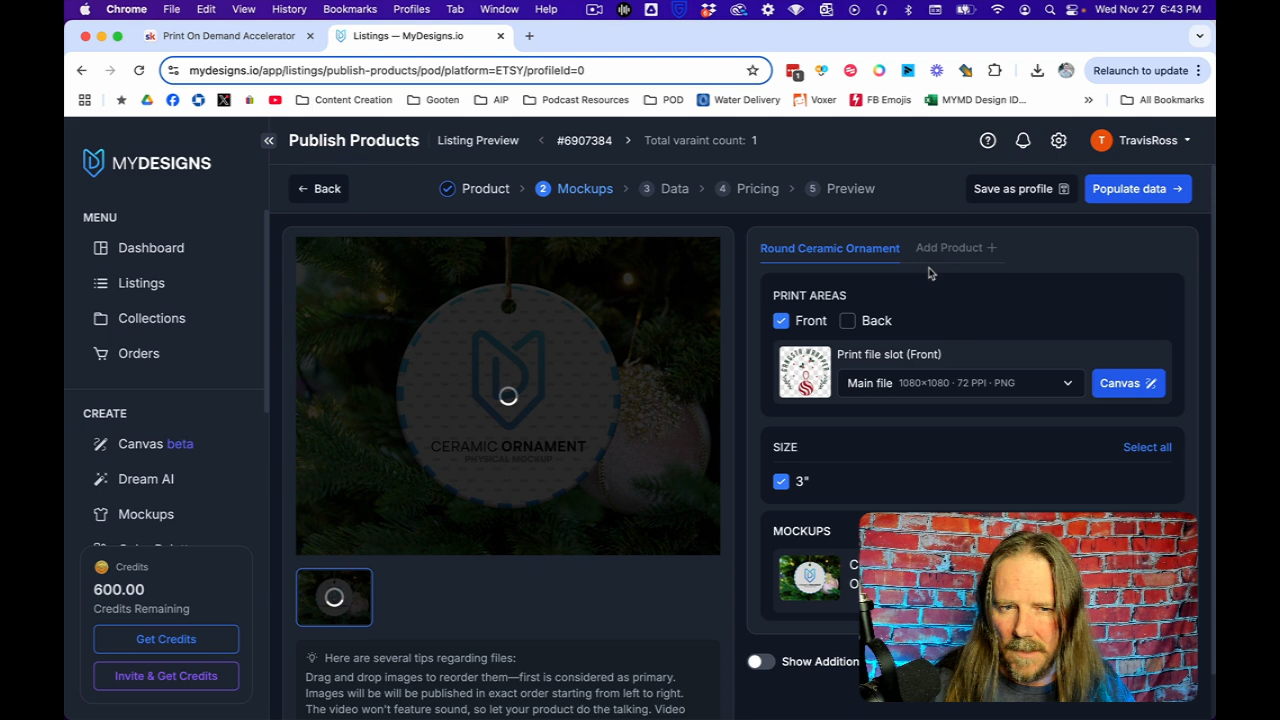 Chrome File Edit View History Bookmarks Profiles Tab Window Help Wed Nov 27 6:43 PM
sk Print On Demand Accelerator Listings — MyDesigns.io
mydesigns.io/app/listings/publish-products/pod/platform=ETSY/profileId=0 1 Relaunch to update
Content Creation Gooten AIP Podcast Resources POD Water Delivery Voxer FB Emojis MYMD Design ID... All Bookmarks
MYDESIGNS
Publish Products Listing Preview #6907384 Total varaint count: 1 T TravisRoss
Back Product 2 Mockups 3 Data 4 Pricing 5 Preview Save as profile Populate data
MENU
Dashboard
Listings
Collections
Orders
CREATE
Canvas beta
Dream AI
Mockups
Credits
600.00
Credits Remaining
Get Credits
Invite & Get Credits
CERAMIC ORNAMENT
PHYSICAL MOCKUP
Here are several tips regarding files:
Drag and drop images to reorder them—first is considered as primary.
Images will be will be published in exact order starting from left to right.
The video won't feature sound, so let your product do the talking. Video
Round Ceramic Ornament Add Product +
PRINT AREAS
Front Back
Print file slot (Front)
Main file 1080×1080 · 72 PPI · PNG Canvas
SIZE Select all
3"
MOCKUPS
C
O
Show Addition